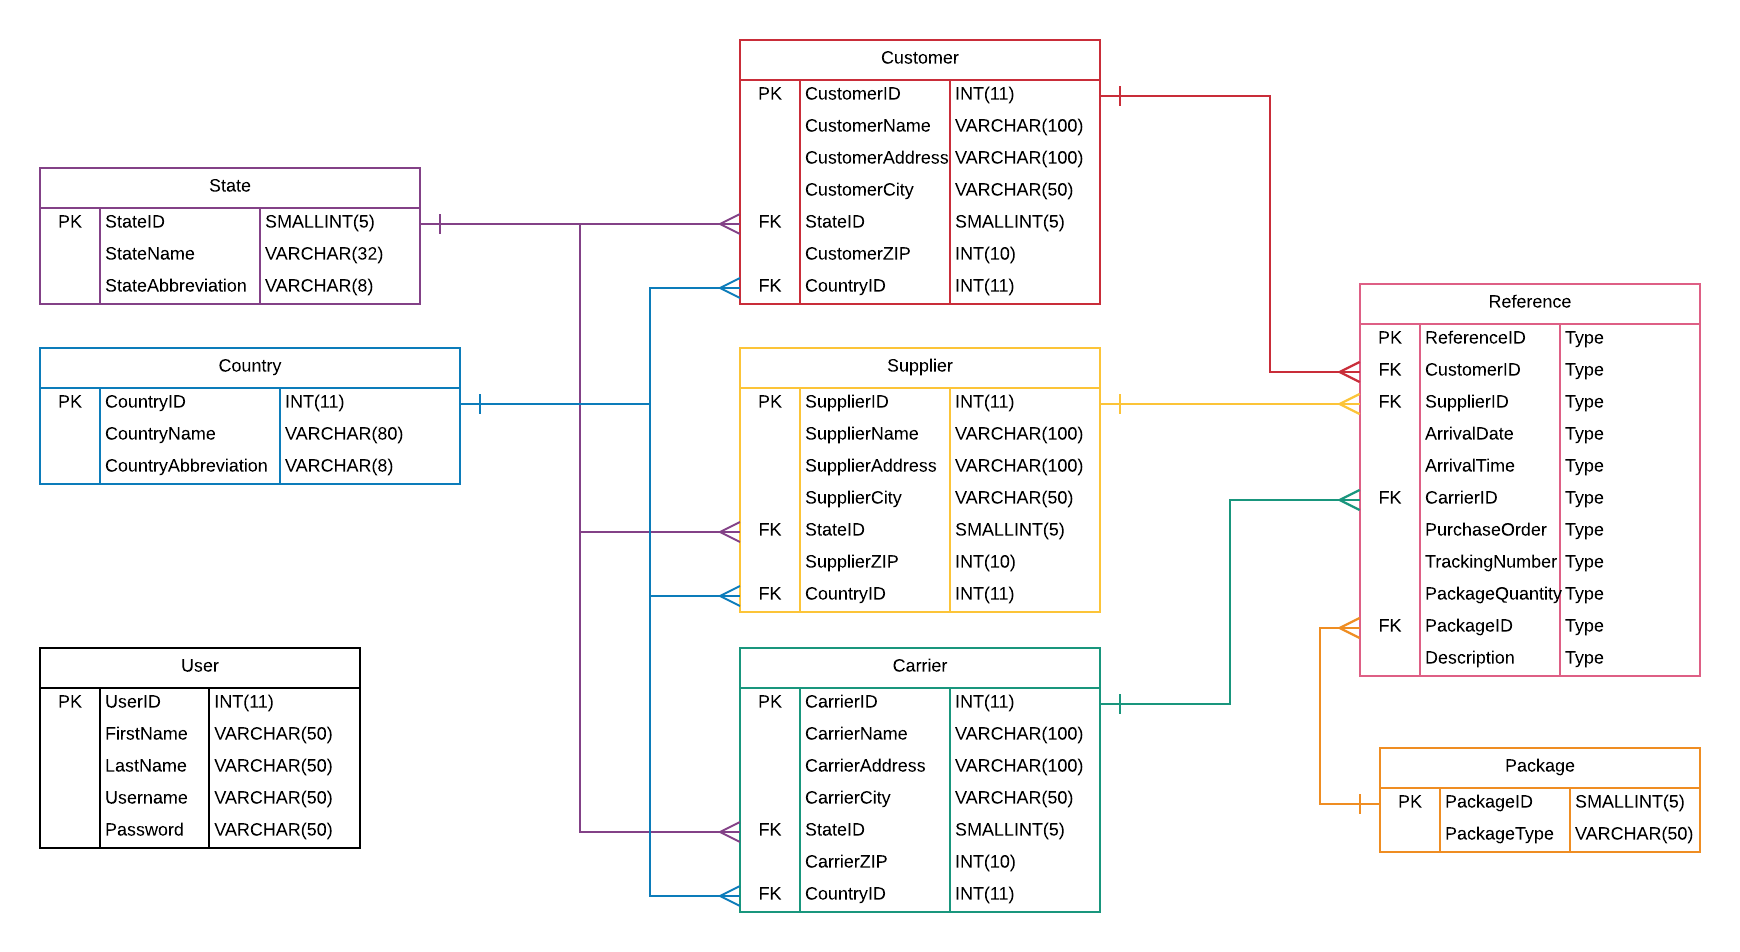 Customer
PK CustomerID INT(11)
CustomerName VARCHAR(100)
CustomerAddress VARCHAR(100)
CustomerCity VARCHAR(50)
FK StateID SMALLINT(5)
CustomerZIP INT(10)
FK CountryID INT(11)
State
PK StateID SMALLINT(5)
StateName VARCHAR(32)
StateAbbreviation VARCHAR(8)
Country
PK CountryID INT(11)
CountryName VARCHAR(80)
CountryAbbreviation VARCHAR(8)
Supplier
PK SupplierID INT(11)
SupplierName VARCHAR(100)
SupplierAddress VARCHAR(100)
SupplierCity VARCHAR(50)
FK StateID SMALLINT(5)
SupplierZIP INT(10)
FK CountryID INT(11)
Reference
PK ReferenceID Type
FK CustomerID Type
FK SupplierID Type
ArrivalDate Type
ArrivalTime Type
FK CarrierID Type
PurchaseOrder Type
TrackingNumber Type
PackageQuantity Type
FK PackageID Type
Description Type
User
PK UserID INT(11)
FirstName VARCHAR(50)
LastName VARCHAR(50)
Username VARCHAR(50)
Password VARCHAR(50)
Carrier
PK CarrierID INT(11)
CarrierName VARCHAR(100)
CarrierAddress VARCHAR(100)
CarrierCity VARCHAR(50)
FK StateID SMALLINT(5)
CarrierZIP INT(10)
FK CountryID INT(11)
Package
PK PackageID SMALLINT(5)
PackageType VARCHAR(50)